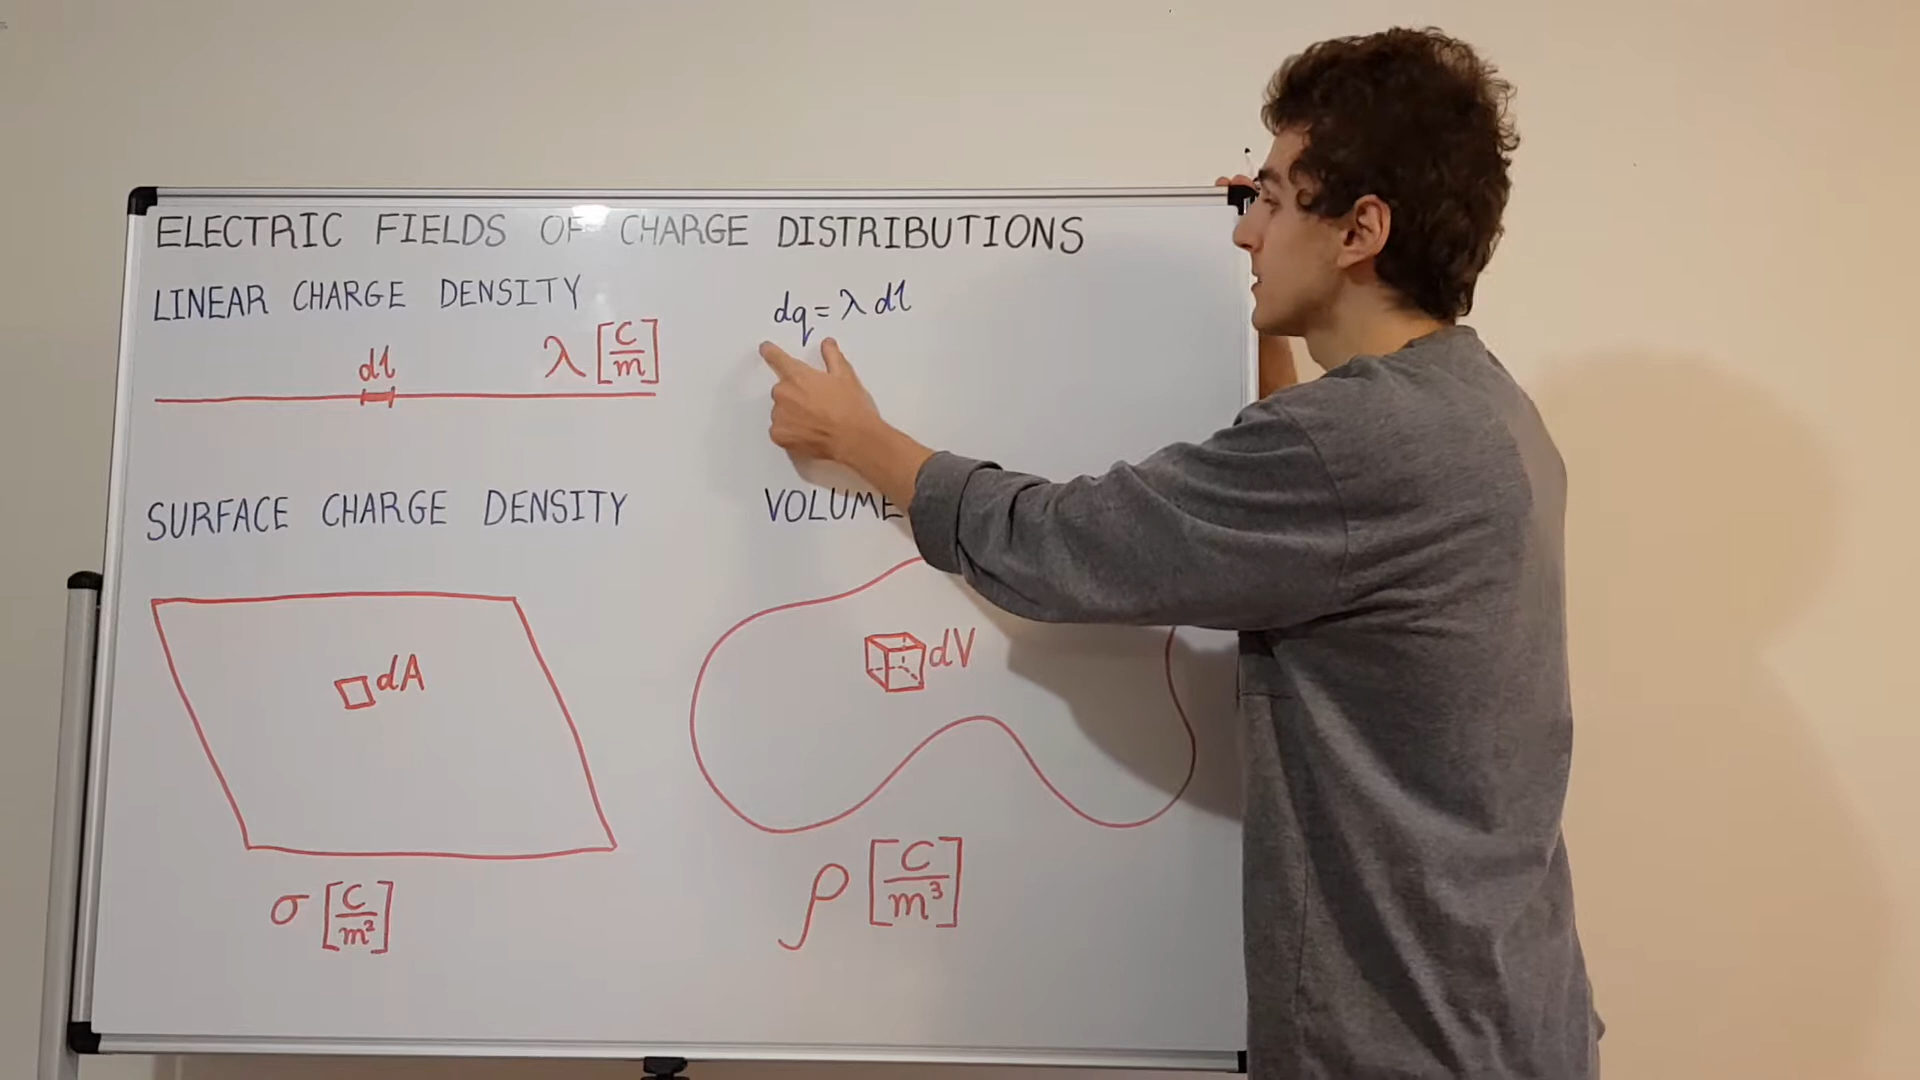 ELECTRIC FIELDS OF CHARGE DISTRIBUTIONS
LINEAR CHARGE DENSITY
dl
λ [C/m]
dq = λ dl
SURFACE CHARGE DENSITY
dA
σ [C/m²]
VOLUME
dV
ρ [C/m³]